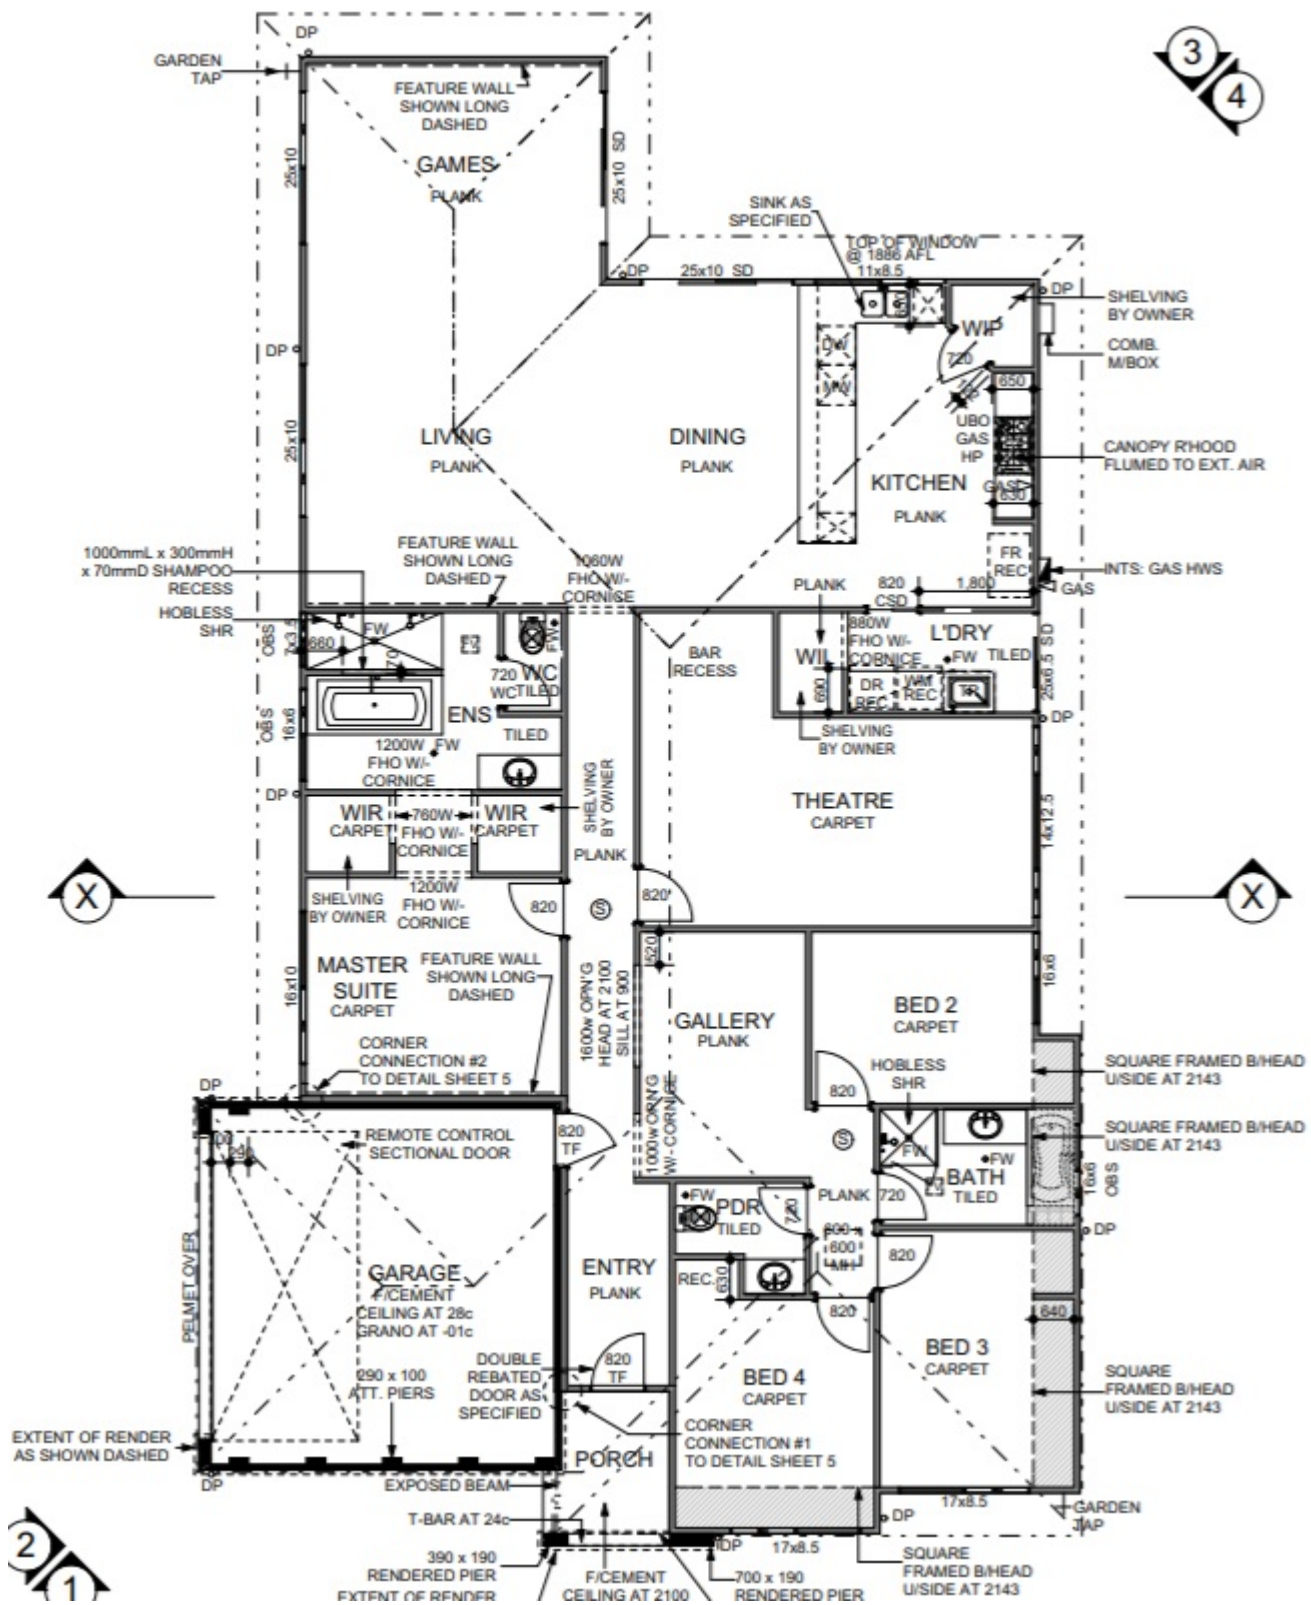 DP
GARDEN
TAP
FEATURE WALL
SHOWN LONG
DASHED
GAMES
PLANK
25x10
25x10 SD
3
4
SINK AS
SPECIFIED
TOP OF WINDOW
@ 1886 AFL
11x8.5
DP
25x10 SD
DP
SHELVING
BY OWNER
WIP
720
COMB.
M/BOX
DP
DW
MW
650
UBO
GAS
HP
CANOPY R'HOOD
FLUMED TO EXT. AIR
GAS
630
25x10
LIVING
PLANK
DINING
PLANK
KITCHEN
PLANK
1000mmL x 300mmH
x 70mmD SHAMPOO
RECESS
HOBLESS
SHR
FEATURE WALL
SHOWN LONG
DASHED
1060W
FHO W/-
CORNICE
PLANK
820
CSD
1,800
FR
REC
INTS: GAS HWS
GAS
OBS
FW
660
720
WC
WC
TILED
FW
BAR
RECESS
WIL
880W
FHO W/-
CORNICE
L'DRY
FW
TILED
25x6.5 SD
690
DR
REC
WM
REC
TR
OBS
16x6
ENS
TILED
1200W
FW
FHO W/-
CORNICE
SHELVING
BY OWNER
DP
DP
WIR
CARPET
760W
FHO W/-
CORNICE
WIR
CARPET
SHELVING
BY OWNER
PLANK
THEATRE
CARPET
14x12.5
X
X
SHELVING
BY OWNER
1200W
FHO W/-
CORNICE
820
S
820
MASTER
SUITE
CARPET
16x10
FEATURE WALL
SHOWN LONG
DASHED
520
1600w OPN'G
HEAD AT 2100
SILL AT 900
GALLERY
PLANK
BED 2
CARPET
16x6
CORNER
CONNECTION #2
TO DETAIL SHEET 5
HOBLESS
SHR
820
SQUARE FRAMED B/HEAD
U/SIDE AT 2143
DP
REMOTE CONTROL
SECTIONAL DOOR
290
820
TF
1000w OPN'G
W/- CORNICE
S
FW
FW
BATH
TILED
SQUARE FRAMED B/HEAD
U/SIDE AT 2143
16x6
OBS
FW
PDR
TILED
720
PLANK
720
DP
PELMET OVER
GARAGE
F/CEMENT
CEILING AT 28c
GRANO AT -01c
ENTRY
PLANK
REC.
630
600 x
600
MH
820
820
640
290 x 100
ATT. PIERS
DOUBLE
REBATED
DOOR AS
SPECIFIED
820
TF
BED 4
CARPET
BED 3
CARPET
SQUARE
FRAMED B/HEAD
U/SIDE AT 2143
EXTENT OF RENDER
AS SHOWN DASHED
PORCH
CORNER
CONNECTION #1
TO DETAIL SHEET 5
DP
EXPOSED BEAM
T-BAR AT 24c
17x8.5
DP
GARDEN
TAP
2
1
390 x 190
RENDERED PIER
EXTENT OF RENDER
F/CEMENT
CEILING AT 2100
DP
17x8.5
700 x 190
RENDERED PIER
SQUARE
FRAMED B/HEAD
U/SIDE AT 2143